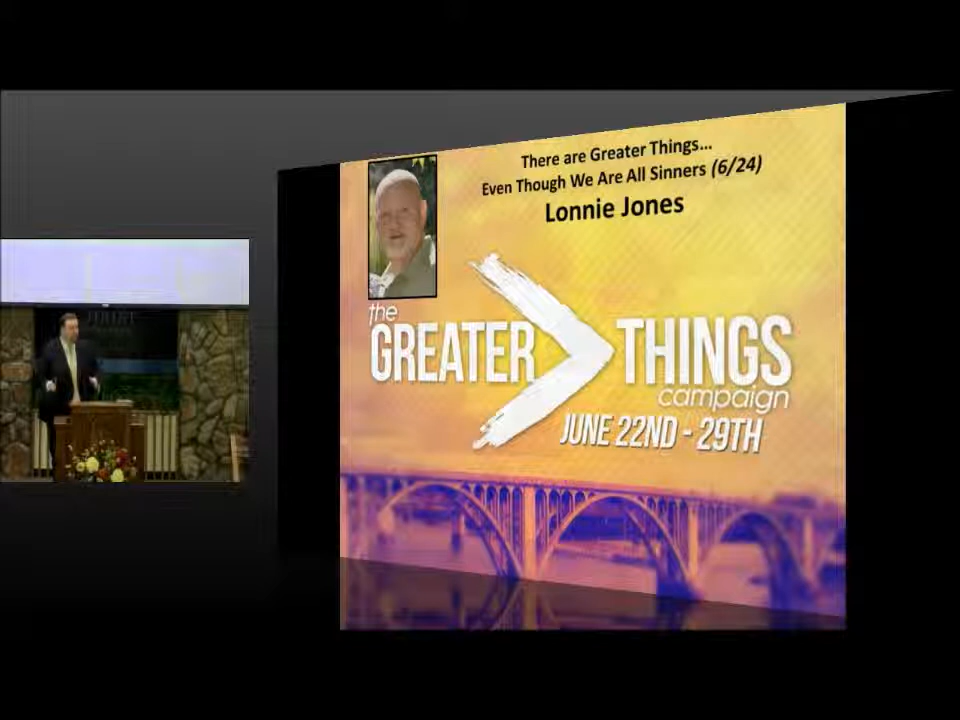 There are Greater Things...
Even Though We Are All Sinners (6/24)
Lonnie Jones
the
GREATER > THINGS
campaign
JUNE 22ND - 29TH